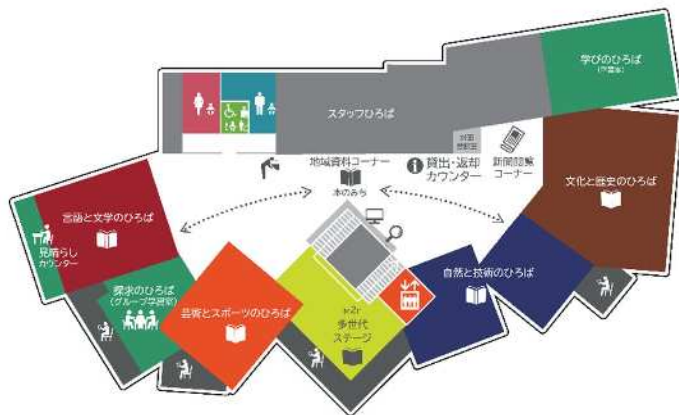 学びのひろば
(学習室)
スタッフひろば
対面
朗読室
地域資料コーナー
本のみち
貸出・返却
カウンター
新聞閲覧
コーナー
文化と歴史のひろば
言語と文学のひろば
見晴らし
カウンター
探求のひろば
(グループ学習室)
芸術とスポーツのひろば
多世代
ステージ
自然と技術のひろば